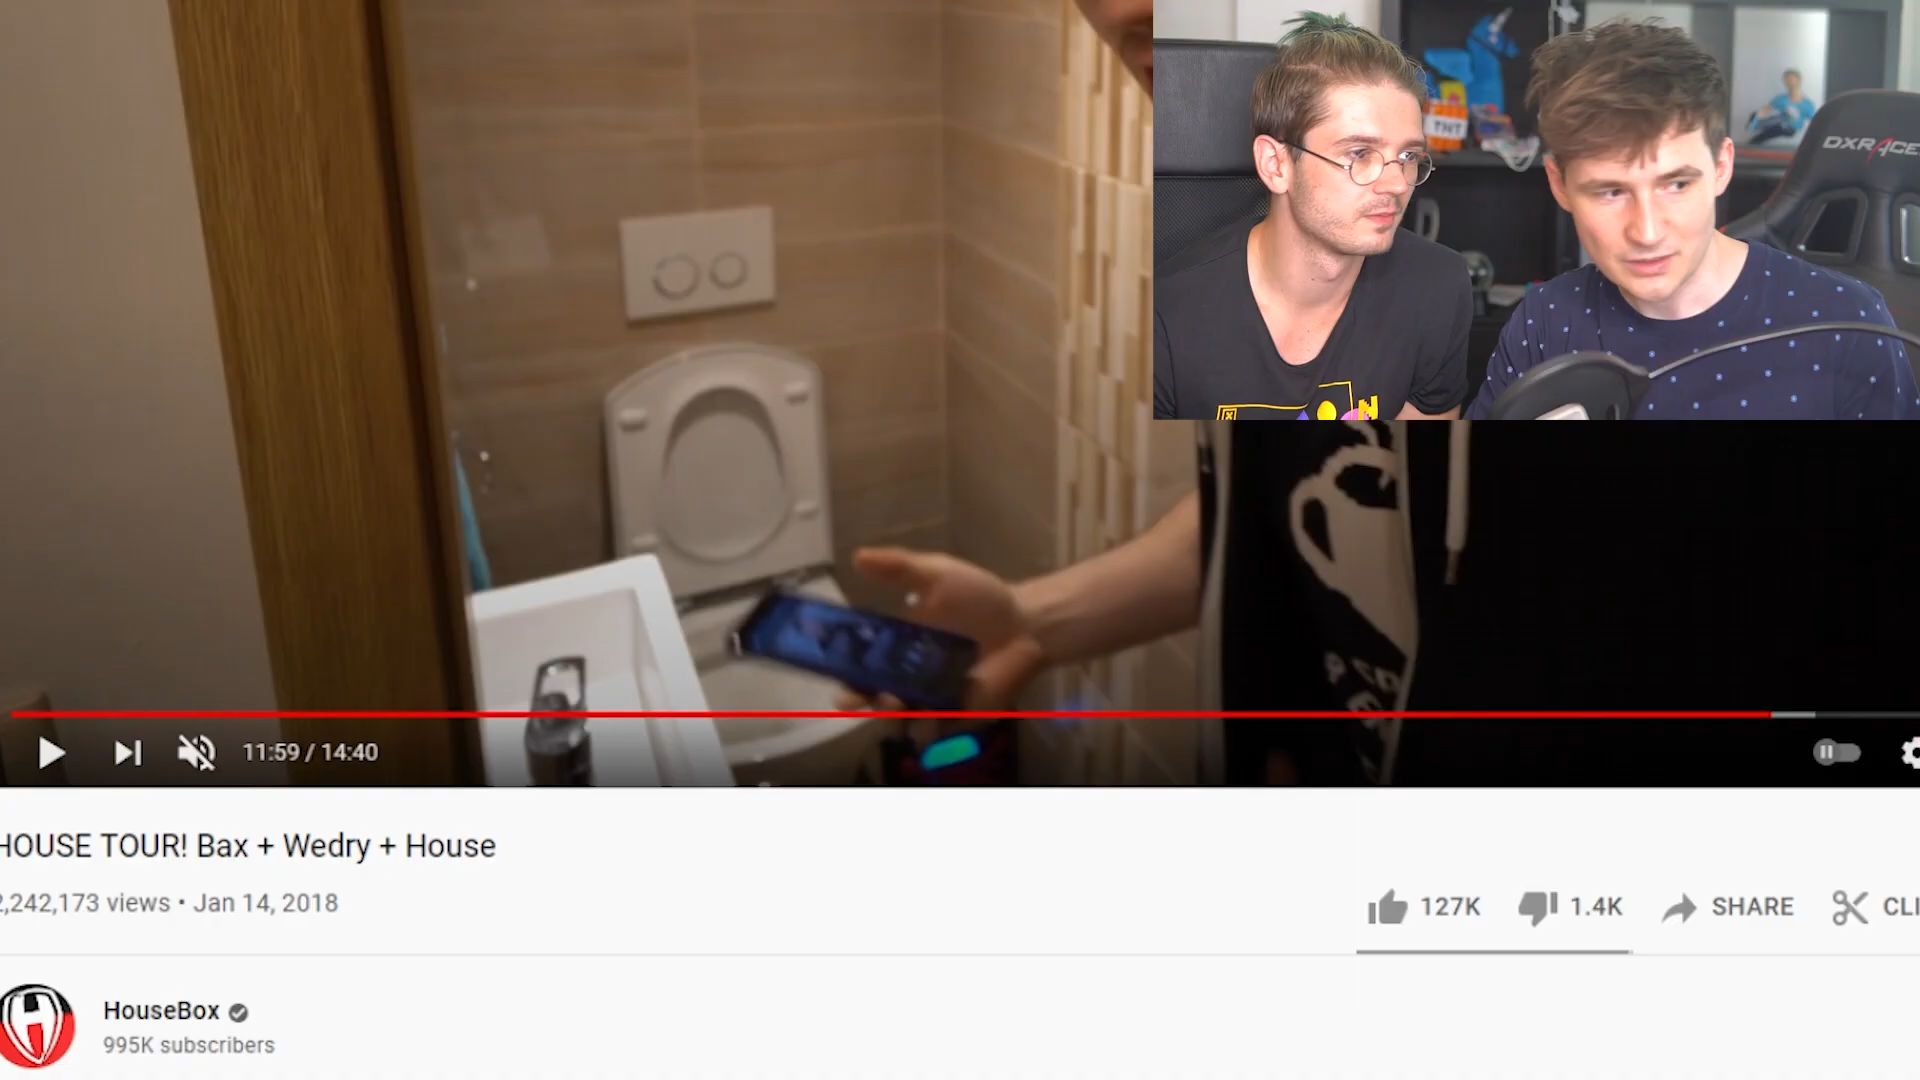 TNT
DXRACE
11:59 / 14:40
HOUSE TOUR! Bax + Wedry + House
2,242,173 views • Jan 14, 2018
127K
1.4K
SHARE
CLI
HouseBox
995K subscribers